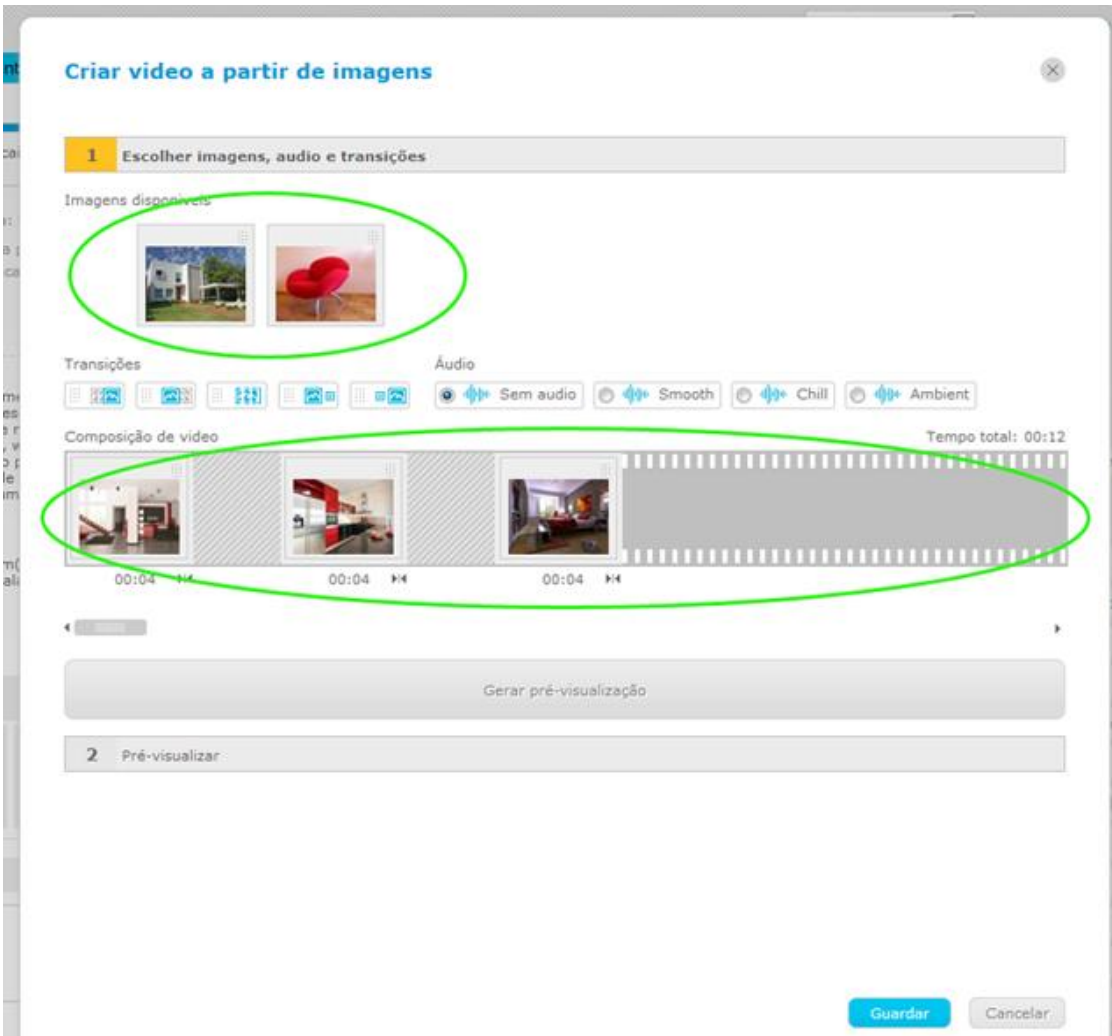 Criar video a partir de imagens
1 Escolher imagens, audio e transições
Imagens disponiveis
Transições Áudio
Sem audio Smooth Chill Ambient
Composição de video Tempo total: 00:12
00:04 00:04 00:04
Gerar pré-visualização
2 Pré-visualizar
Guardar Cancelar